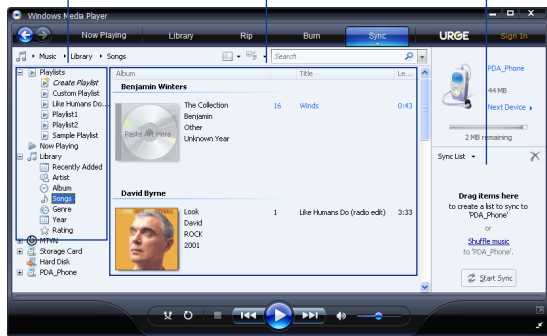 Windows Media Player
Now Playing Library Rip Burn Sync URGE Sign In
Music ▸ Library ▸ Songs
Search
Playlists
Create Playlist
Custom Playlist
Like Humans Do...
Playlist1
Playlist2
Sample Playlist
Now Playing
Library
Recently Added
Artist
Album
Songs
Genre
Year
Rating
MTVN
Storage Card
Hard Disk
PDA_Phone
Album Title Le...
Benjamin Winters
Paste Art Here
The Collection 16 Winds 0:43
Benjamin
Other
Unknown Year
David Byrne
Look 1 Like Humans Do (radio edit) 3:33
David
ROCK
2001
PDA_Phone
44 MB
Next Device ▸
2 MB remaining
Sync List
Drag items here
to create a list to sync to
'PDA_Phone'
or
Shuffle music
to 'PDA_Phone'.
Start Sync